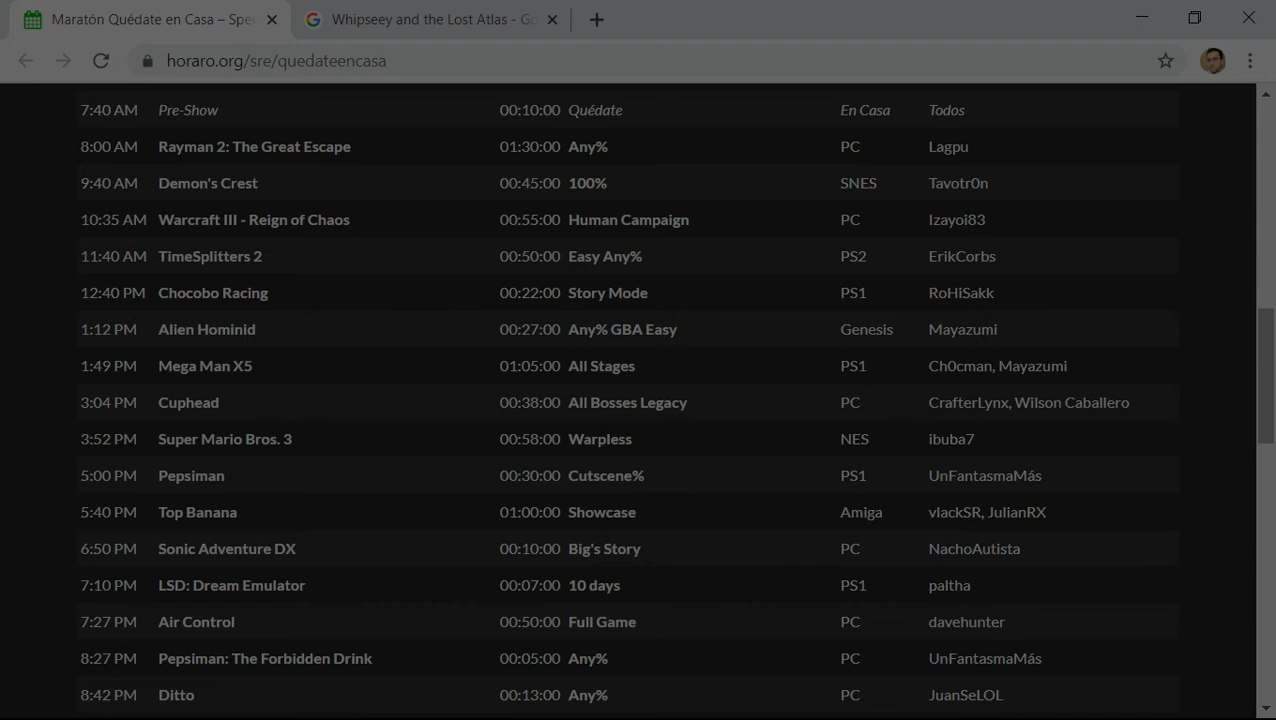 Maratón Quédate en Casa – Spe
Whipseey and the Lost Atlas - Go
horaro.org/sre/quedateencasa
7:40 AM Pre-Show 00:10:00 Quédate En Casa Todos
8:00 AM Rayman 2: The Great Escape 01:30:00 Any% PC Lagpu
9:40 AM Demon's Crest 00:45:00 100% SNES Tavotr0n
10:35 AM Warcraft III - Reign of Chaos 00:55:00 Human Campaign PC Izayoi83
11:40 AM TimeSplitters 2 00:50:00 Easy Any% PS2 ErikCorbs
12:40 PM Chocobo Racing 00:22:00 Story Mode PS1 RoHiSakk
1:12 PM Alien Hominid 00:27:00 Any% GBA Easy Genesis Mayazumi
1:49 PM Mega Man X5 01:05:00 All Stages PS1 Ch0cman, Mayazumi
3:04 PM Cuphead 00:38:00 All Bosses Legacy PC CrafterLynx, Wilson Caballero
3:52 PM Super Mario Bros. 3 00:58:00 Warpless NES ibuba7
5:00 PM Pepsiman 00:30:00 Cutscene% PS1 UnFantasmaMás
5:40 PM Top Banana 01:00:00 Showcase Amiga vlackSR, JulianRX
6:50 PM Sonic Adventure DX 00:10:00 Big's Story PC NachoAutista
7:10 PM LSD: Dream Emulator 00:07:00 10 days PS1 paltha
7:27 PM Air Control 00:50:00 Full Game PC davehunter
8:27 PM Pepsiman: The Forbidden Drink 00:05:00 Any% PC UnFantasmaMás
8:42 PM Ditto 00:13:00 Any% PC JuanSeLOL